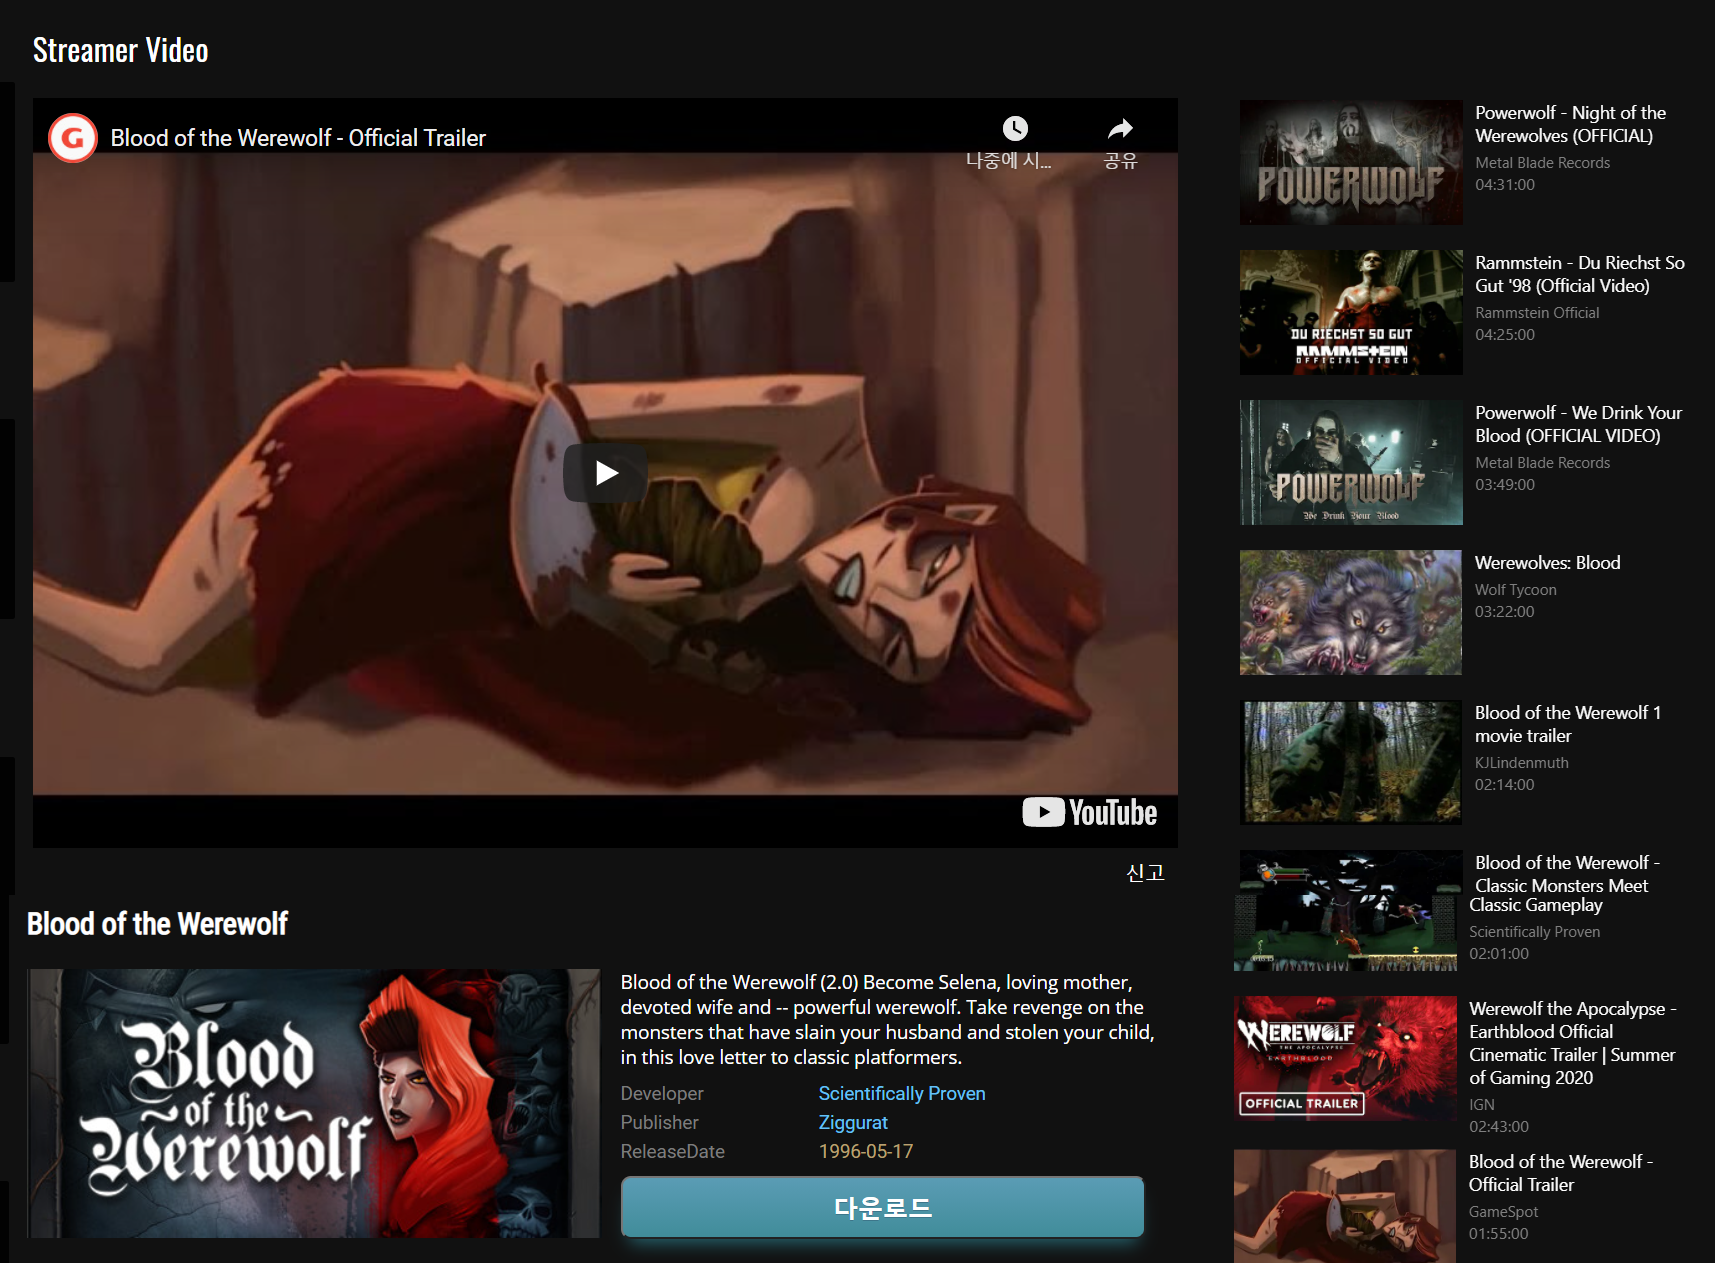 Streamer Video
G
Blood of the Werewolf - Official Trailer
나중에 시...
공유
YouTube
신고
Blood of the Werewolf
Blood
of the
Werewolf
Blood of the Werewolf (2.0) Become Selena, loving mother,
devoted wife and -- powerful werewolf. Take revenge on the
monsters that have slain your husband and stolen your child,
in this love letter to classic platformers.
Developer Scientifically Proven
Publisher Ziggurat
ReleaseDate 1996-05-17
다운로드
POWERWOLF
Powerwolf - Night of the
Werewolves (OFFICIAL)
Metal Blade Records
04:31:00
DU RIECHST SO GUT
RAMMSTEIN
OFFICIAL VIDEO
Rammstein - Du Riechst So
Gut '98 (Official Video)
Rammstein Official
04:25:00
POWERWOLF
We Drink Your Blood
Powerwolf - We Drink Your
Blood (OFFICIAL VIDEO)
Metal Blade Records
03:49:00
Werewolves: Blood
Wolf Tycoon
03:22:00
Blood of the Werewolf 1
movie trailer
KJLindenmuth
02:14:00
Blood of the Werewolf -
Classic Monsters Meet
Classic Gameplay
Scientifically Proven
02:01:00
WEREWOLF
THE APOCALYPSE
EARTHBLOOD
OFFICIAL TRAILER
Werewolf the Apocalypse -
Earthblood Official
Cinematic Trailer | Summer
of Gaming 2020
IGN
02:43:00
Blood of the Werewolf -
Official Trailer
GameSpot
01:55:00